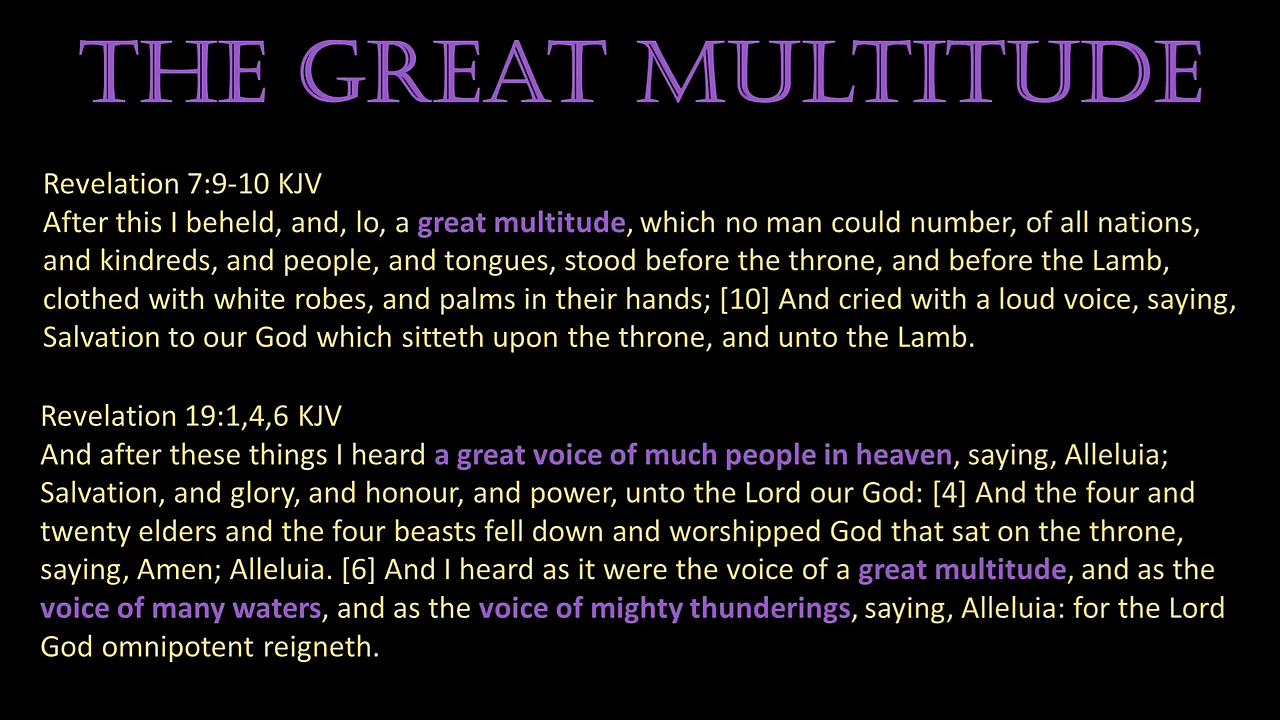 THE GREAT MULTITUDE
Revelation 7:9-10 KJV
After this I beheld, and, lo, a great multitude, which no man could number, of all nations,
and kindreds, and people, and tongues, stood before the throne, and before the Lamb,
clothed with white robes, and palms in their hands; [10] And cried with a loud voice, saying,
Salvation to our God which sitteth upon the throne, and unto the Lamb.
Revelation 19:1,4,6 KJV
And after these things I heard a great voice of much people in heaven, saying, Alleluia;
Salvation, and glory, and honour, and power, unto the Lord our God: [4] And the four and
twenty elders and the four beasts fell down and worshipped God that sat on the throne,
saying, Amen; Alleluia. [6] And I heard as it were the voice of a great multitude, and as the
voice of many waters, and as the voice of mighty thunderings, saying, Alleluia: for the Lord
God omnipotent reigneth.